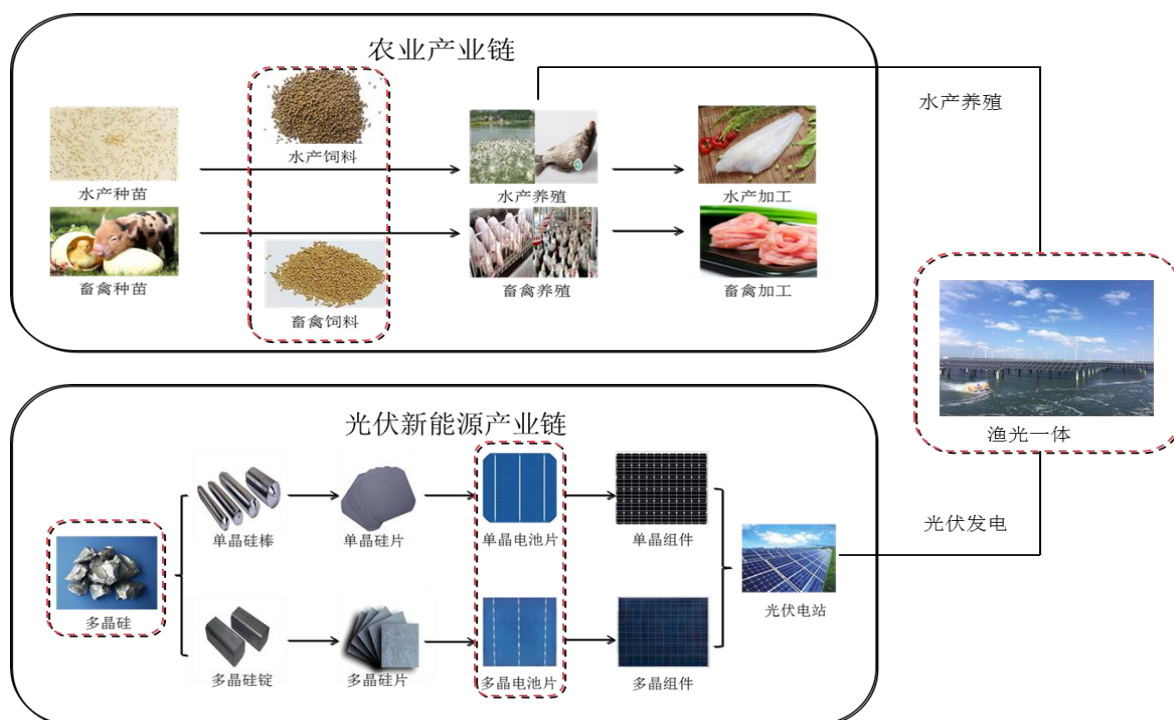 农业产业链
水产养殖
水产饲料
水产种苗
水产养殖
水产加工
畜禽种苗
畜禽饲料
畜禽养殖
畜禽加工
渔光一体
光伏新能源产业链
光伏发电
单晶硅棒
单晶硅片
单晶电池片
单晶组件
多晶硅
光伏电站
多晶硅锭
多晶硅片
多晶电池片
多晶组件